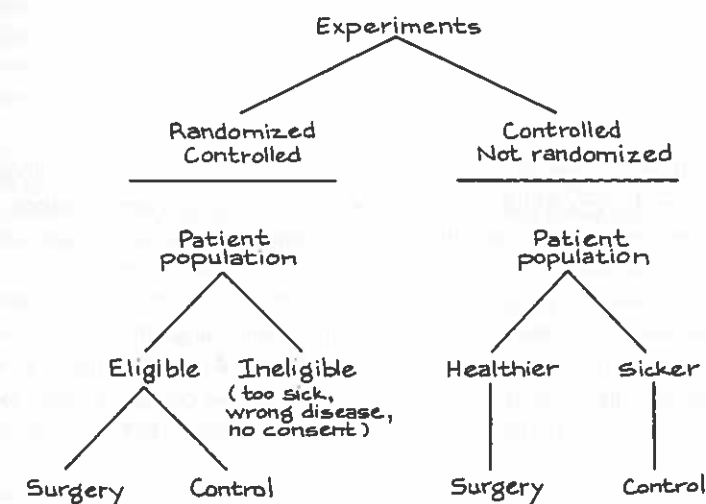 Experiments
Randomized
Controlled
Controlled
Not randomized
Patient
population
Patient
population
Eligible
Ineligible
(too sick,
wrong disease,
no consent)
Healthier
Sicker
Surgery
Control
Surgery
Control